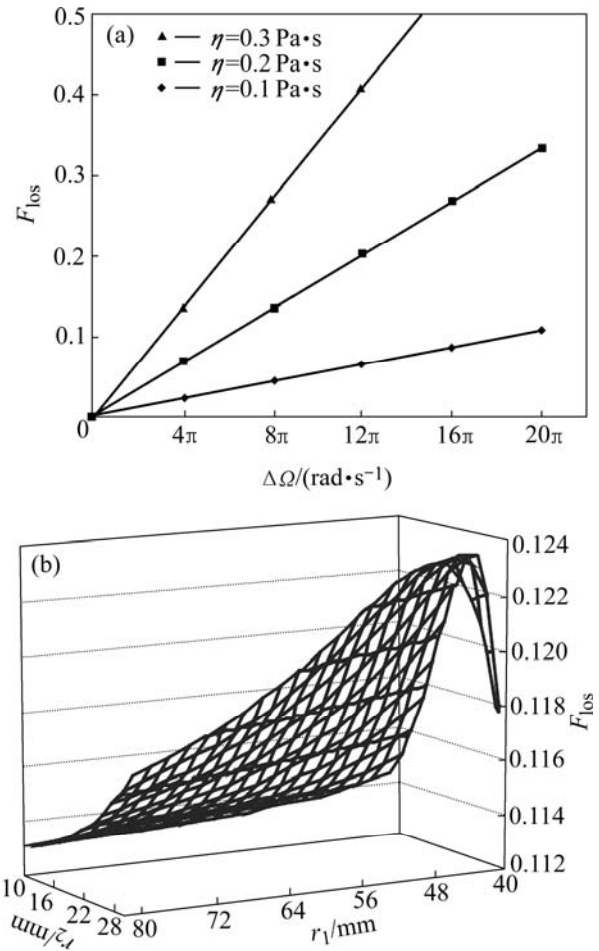 (a)
▲ — η=0.3 Pa•s
■ — η=0.2 Pa•s
◆ — η=0.1 Pa•s
0.5
0.4
0.3
0.2
0.1
0
F_los
4π 8π 12π 16π 20π
ΔΩ/(rad•s⁻¹)
(b)
0.124
0.122
0.120
0.118
0.116
0.114
0.112
F_los
10 16 22 28
r₂/mm
80 72 64 56 48 40
r₁/mm